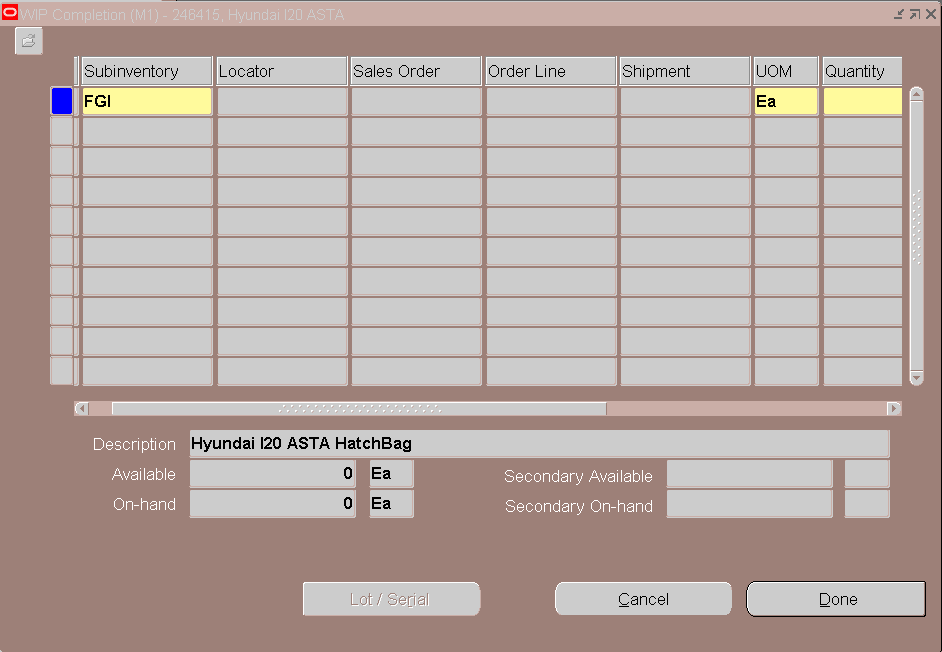 WIP Completion (M1) - 246415, Hyundai I20 ASTA
Subinventory Locator Sales Order Order Line Shipment UOM Quantity
FGI Ea
Description Hyundai I20 ASTA HatchBag
Available 0 Ea Secondary Available
On-hand 0 Ea Secondary On-hand
Lot / Serial Cancel Done